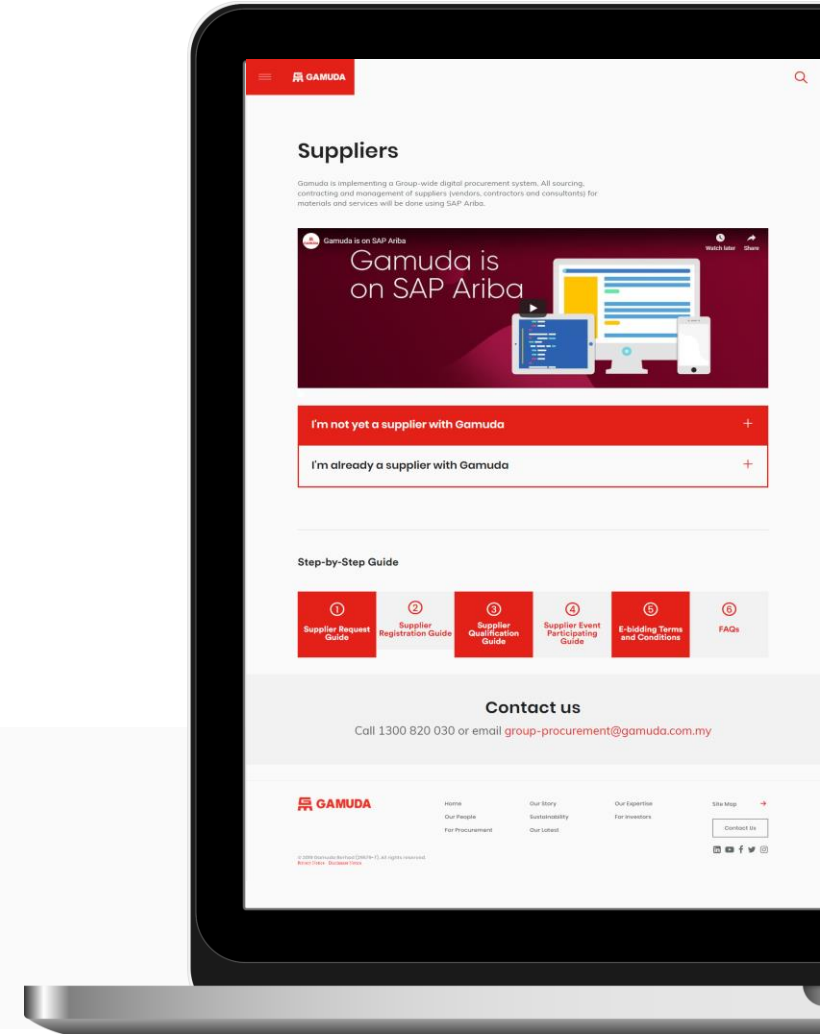 GAMUDA
Suppliers
Gamuda is implementing a Group-wide digital procurement system. All sourcing,
contracting and management of suppliers (vendors, contractors and consultants) for
materials and services will be done using SAP Ariba.
GAMUDA
Gamuda is on SAP Ariba
Watch later
Share
Gamuda is
on SAP Ariba
I'm not yet a supplier with Gamuda
+
I'm already a supplier with Gamuda
+
Step-by-Step Guide
1
Supplier Request
Guide
2
Supplier
Registration Guide
3
Supplier
Qualification
Guide
4
Supplier Event
Participating
Guide
5
E-bidding Terms
and Conditions
6
FAQs
Contact us
Call 1300 820 030 or email group-procurement@gamuda.com.my
GAMUDA
Home
Our People
For Procurement
Our Story
Sustainability
Our Latest
Our Expertise
For Investors
Site Map →
Contact Us
All rights reserved